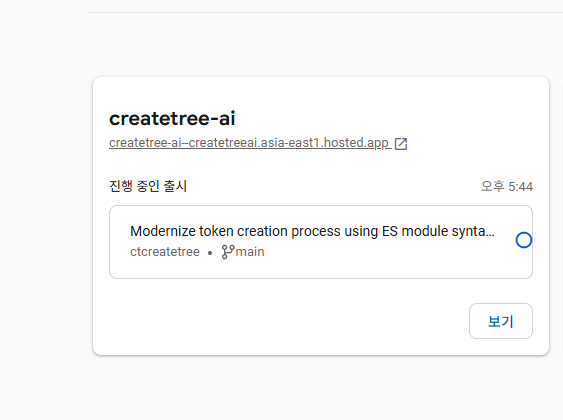 createtree-ai
createtree-ai--createtreeai.asia-east1.hosted.app
진행 중인 출시 오후 5:44
Modernize token creation process using ES module synta...
ctcreatetree • main
보기